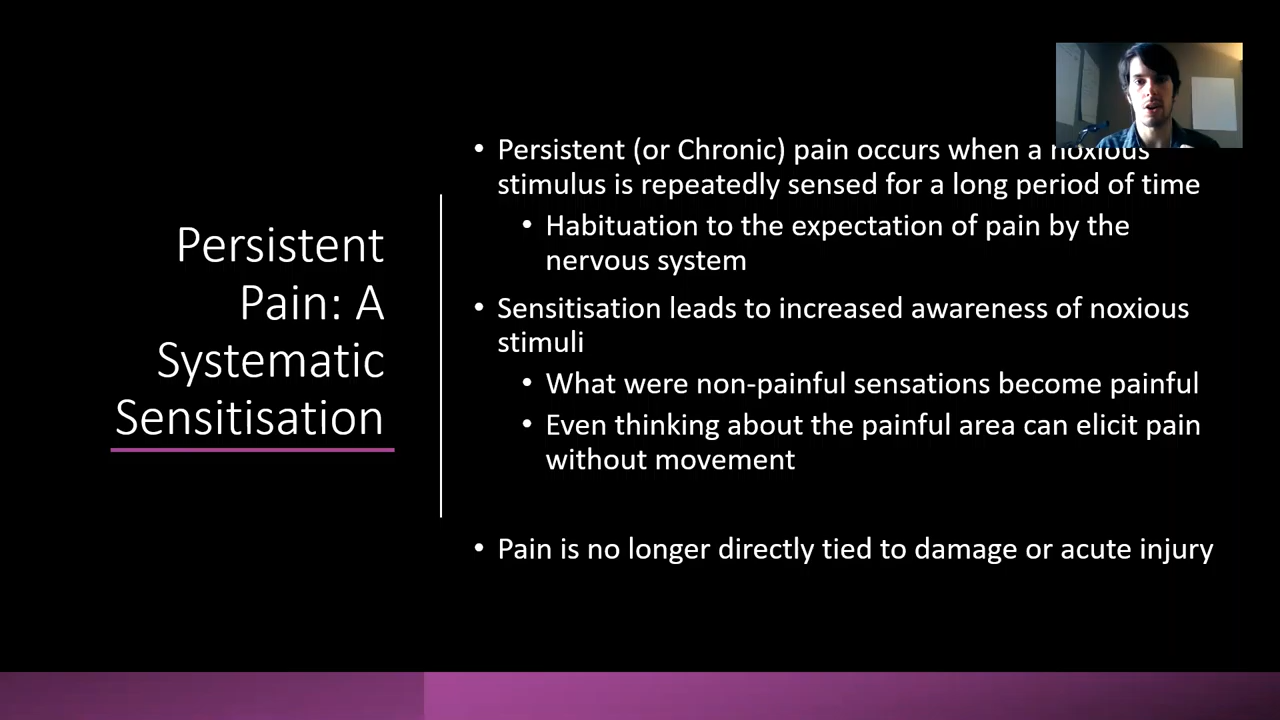 Persistent
Pain: A
Systematic
Sensitisation
• Persistent (or Chronic) pain occurs when a noxious
stimulus is repeatedly sensed for a long period of time
• Habituation to the expectation of pain by the
nervous system
• Sensitisation leads to increased awareness of noxious
stimuli
• What were non-painful sensations become painful
• Even thinking about the painful area can elicit pain
without movement
• Pain is no longer directly tied to damage or acute injury